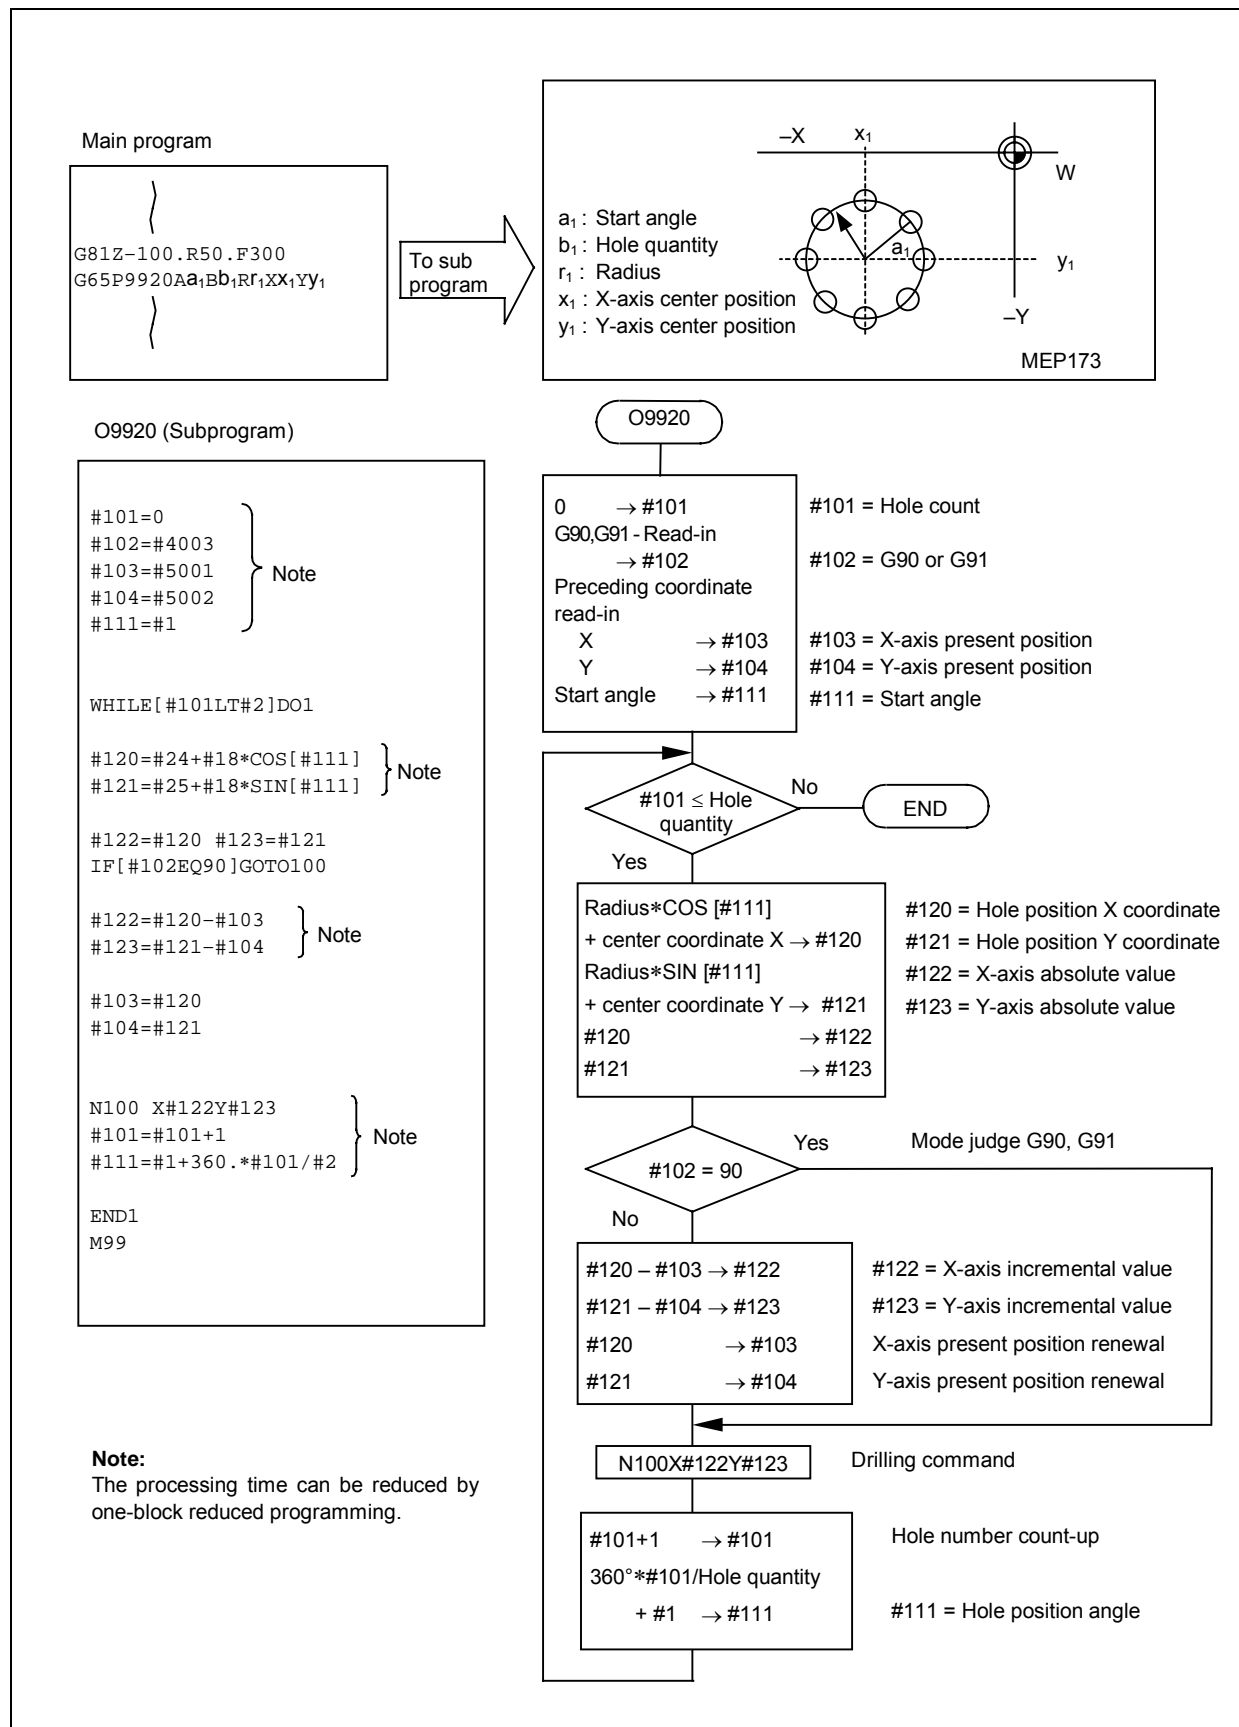 Main program
G81Z-100.R50.F300
G65P9920Aa₁Bb₁Rr₁Xx₁Yy₁
To sub
program
–X
x₁
W
a₁
y₁
–Y
a₁ : Start angle
b₁ : Hole quantity
r₁ : Radius
x₁ : X-axis center position
y₁ : Y-axis center position
MEP173
O9920 (Subprogram)
#101=0
#102=#4003
#103=#5001
#104=#5002
#111=#1
Note
WHILE[#101LT#2]DO1
#120=#24+#18*COS[#111]
#121=#25+#18*SIN[#111]
Note
#122=#120 #123=#121
IF[#102EQ90]GOTO100
#122=#120-#103
#123=#121-#104
Note
#103=#120
#104=#121
N100 X#122Y#123
#101=#101+1
#111=#1+360.*#101/#2
Note
END1
M99
Note:
The processing time can be reduced by
one-block reduced programming.
O9920
0 → #101
#101 = Hole count
G90,G91 - Read-in
→ #102
#102 = G90 or G91
Preceding coordinate
read-in
X → #103
#103 = X-axis present position
Y → #104
#104 = Y-axis present position
Start angle → #111
#111 = Start angle
#101 ≤ Hole
quantity
No
END
Yes
Radius*COS [#111]
#120 = Hole position X coordinate
+ center coordinate X → #120
#121 = Hole position Y coordinate
Radius*SIN [#111]
#122 = X-axis absolute value
+ center coordinate Y → #121
#123 = Y-axis absolute value
#120 → #122
#121 → #123
#102 = 90
Yes
Mode judge G90, G91
No
#120 – #103 → #122
#122 = X-axis incremental value
#121 – #104 → #123
#123 = Y-axis incremental value
#120 → #103
X-axis present position renewal
#121 → #104
Y-axis present position renewal
N100X#122Y#123
Drilling command
#101+1 → #101
Hole number count-up
360°*#101/Hole quantity
+ #1 → #111
#111 = Hole position angle